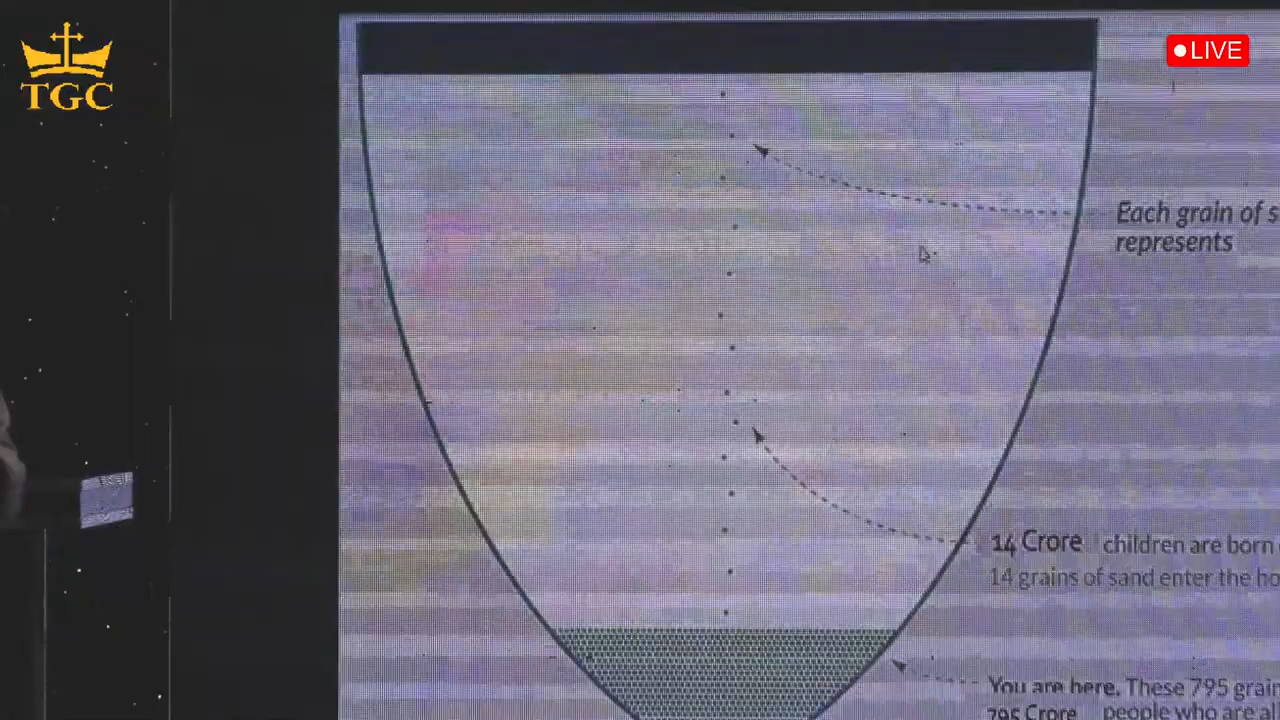 TGC
LIVE
Each grain of s
represents
14 Crore children are born
14 grains of sand enter the ho
You are here. These 795 grain
795 Crore people who are al